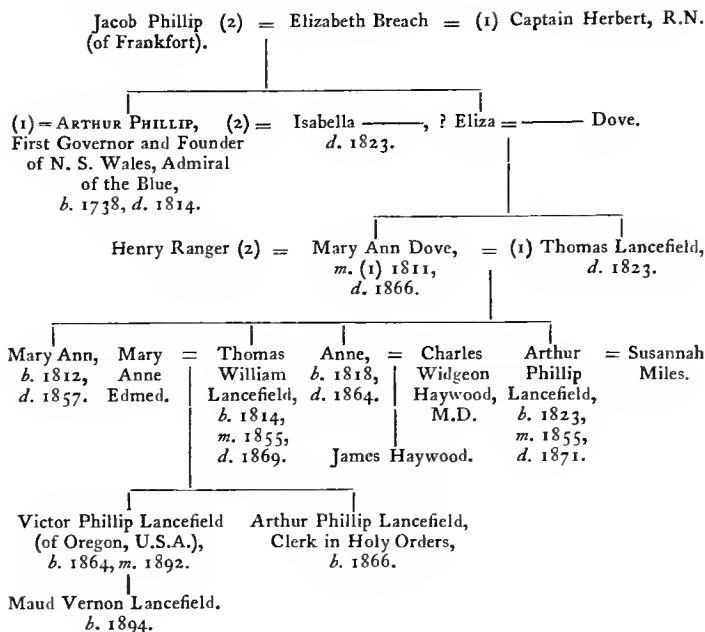 Jacob Phillip (2) = Elizabeth Breach = (1) Captain Herbert, R.N.
(of Frankfort).
(1) = ARTHUR PHILLIP, (2) = Isabella ———, ? Eliza = ——— Dove.
First Governor and Founder d. 1823.
of N. S. Wales, Admiral
of the Blue,
b. 1738, d. 1814.
Henry Ranger (2) = Mary Ann Dove, = (1) Thomas Lancefield,
m. (1) 1811, d. 1823.
d. 1866.
Mary Ann, Mary = Thomas Anne, = Charles Arthur = Susannah
b. 1812, Anne William b. 1818, Widgeon Phillip Miles.
d. 1857. Edmed. Lancefield, d. 1864. Haywood, Lancefield,
b. 1814, M.D. b. 1823,
m. 1855, m. 1855,
d. 1869. James Haywood. d. 1871.
Victor Phillip Lancefield Arthur Phillip Lancefield,
(of Oregon, U.S.A.), Clerk in Holy Orders,
b. 1864, m. 1892. b. 1866.
Maud Vernon Lancefield.
b. 1894.